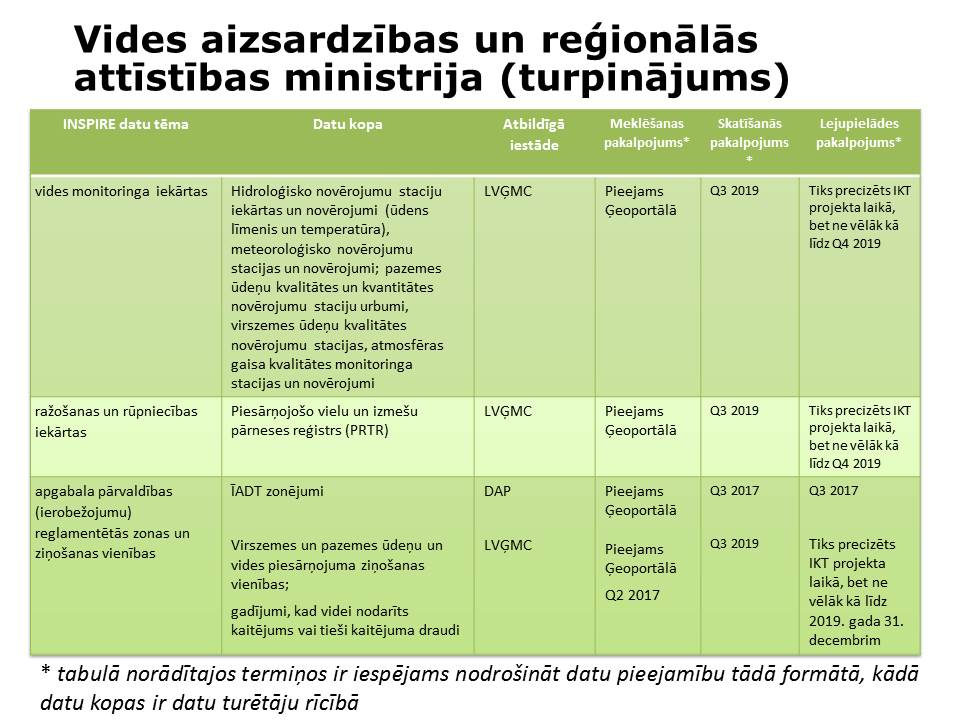 Vides aizsardzības un reģionālās
attīstības ministrija (turpinājums)
INSPIRE datu tēma
Datu kopa
Atbildīgā
iestāde
Meklēšanas
pakalpojums*
Skatīšanās
pakalpojums
*
Lejupielādes
pakalpojums*
vides monitoringa iekārtas
Hidroloģisko novērojumu staciju
iekārtas un novērojumi (ūdens
līmenis un temperatūra),
meteoroloģisko novērojumu
stacijas un novērojumi; pazemes
ūdeņu kvalitātes un kvantitātes
novērojumu staciju urbumi,
virszemes ūdeņu kvalitātes
novērojumu stacijas, atmosfēras
gaisa kvalitātes monitoringa
stacijas un novērojumi
LVĢMC
Pieejams
Ģeoportālā
Q3 2019
Tiks precizēts IKT
projekta laikā,
bet ne vēlāk kā
līdz Q4 2019
ražošanas un rūpniecības
iekārtas
Piesārņojošo vielu un izmešu
pārneses reģistrs (PRTR)
LVĢMC
Pieejams
Ģeoportālā
Q3 2019
Tiks precizēts IKT
projekta laikā,
bet ne vēlāk kā
līdz Q4 2019
apgabala pārvaldības
(ierobežojumu)
reglamentētās zonas un
ziņošanas vienības
ĪADT zonējumi
DAP
Pieejams
Ģeoportālā
Q3 2017
Q3 2017
Virszemes un pazemes ūdeņu un
vides piesārņojuma ziņošanas
vienības;
gadījumi, kad videi nodarīts
kaitējums vai tieši kaitējuma draudi
LVĢMC
Pieejams
Ģeoportālā
Q2 2017
Q3 2019
Tiks precizēts
IKT projekta
laikā, bet ne
vēlāk kā līdz
2019. gada 31.
decembrim
* tabulā norādītajos termiņos ir iespējams nodrošināt datu pieejamību tādā formātā, kādā
datu kopas ir datu turētāju rīcībā